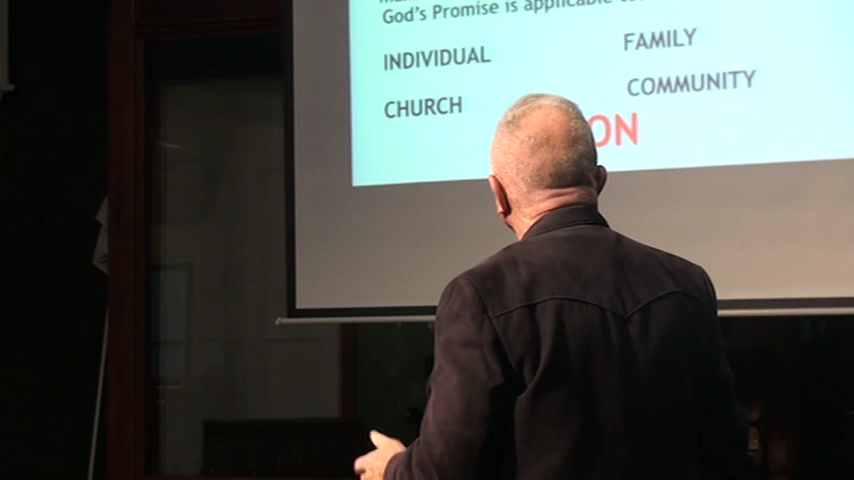 God's Promise is applicable
INDIVIDUAL FAMILY
CHURCH COMMUNITY
ON